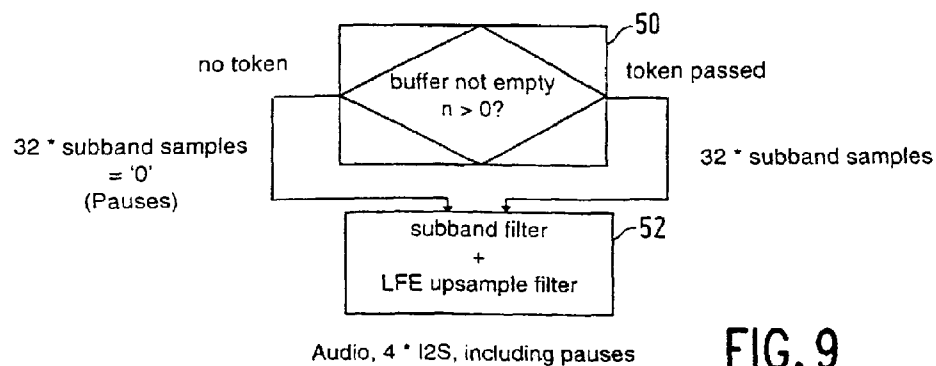 50
no token
buffer not empty
n > 0?
token passed
32 * subband samples
= '0'
(Pauses)
32 * subband samples
subband filter
+
LFE upsample filter
52
Audio, 4 * I2S, including pauses
FIG. 9